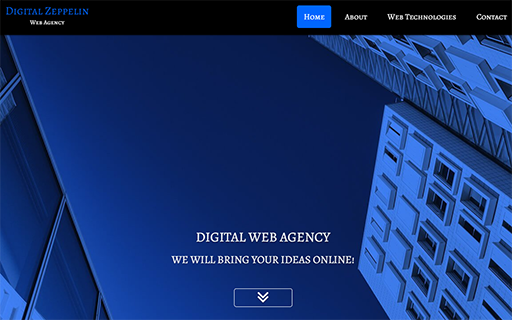 Digital Zeppelin
Web Agency
Home
About
Web Technologies
Contact
DIGITAL WEB AGENCY
WE WILL BRING YOUR IDEAS ONLINE!